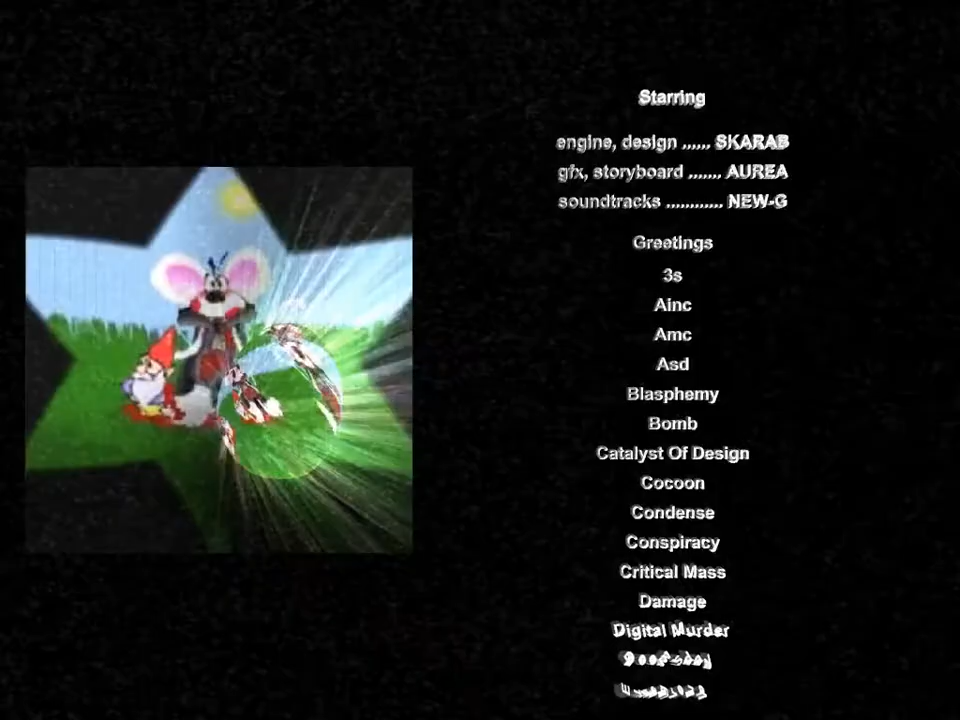 Starring
engine, design ...... SKARAB
gfx, storyboard ....... AUREA
soundtracks ............ NEW-G
Greetings
3s
Ainc
Amc
Asd
Blasphemy
Bomb
Catalyst Of Design
Cocoon
Condense
Conspiracy
Critical Mass
Damage
Digital Murder